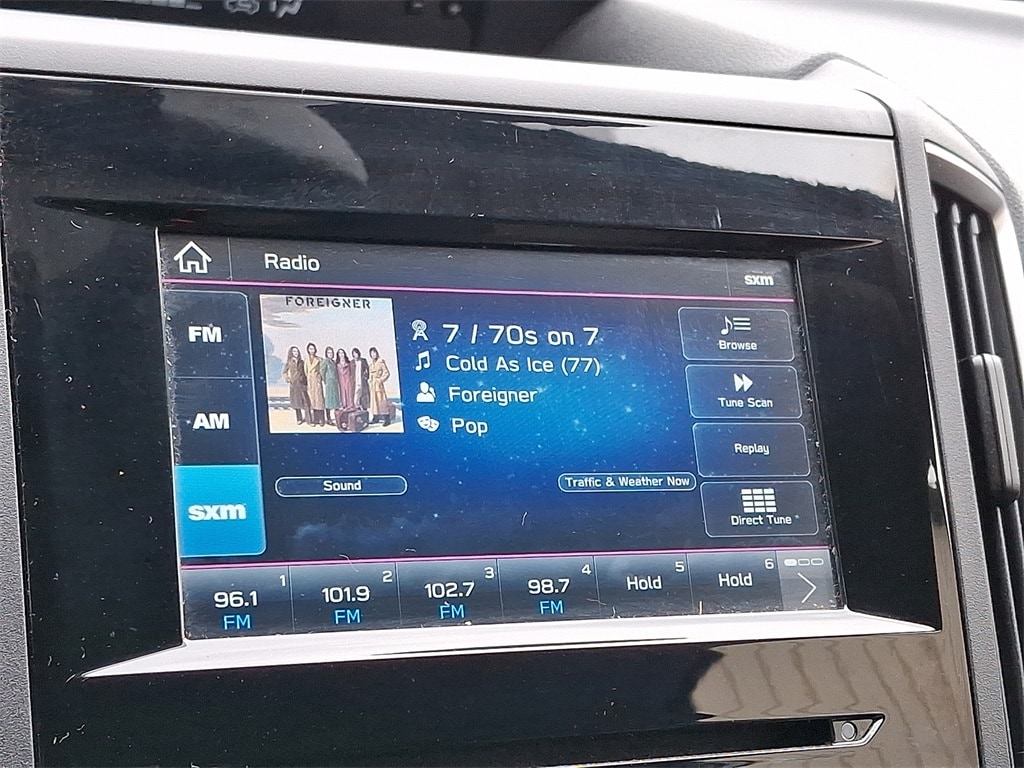 Radio
sxm
FM
AM
sxm
FOREIGNER
7 / 70s on 7
Cold As Ice (77)
Foreigner
Pop
Browse
Tune Scan
Replay
Direct Tune
Sound
Traffic & Weather Now
1
96.1
FM
2
101.9
FM
3
102.7
FM
4
98.7
FM
5
Hold
6
Hold